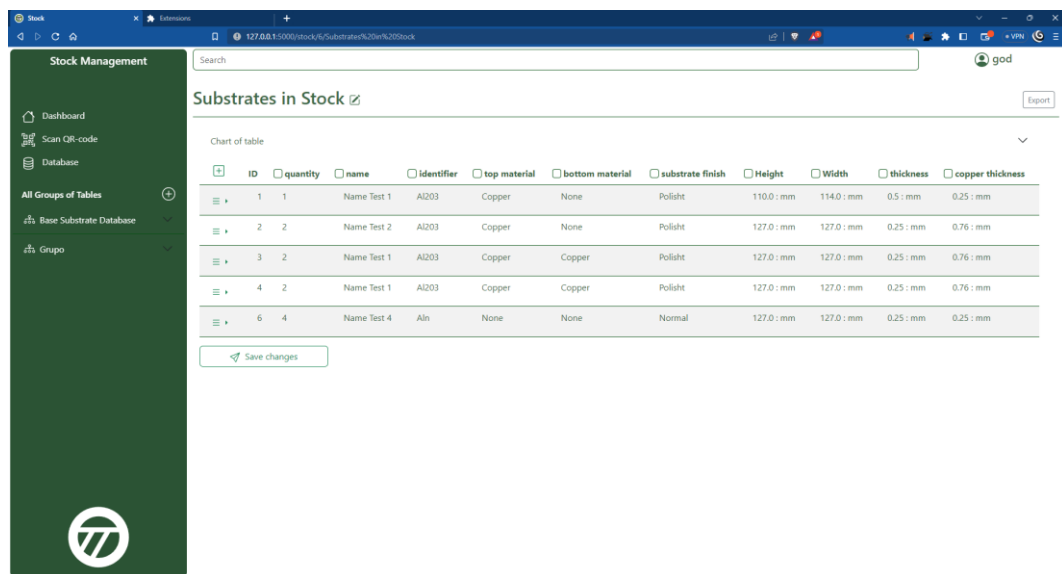 Stock Extensions
127.0.0.1:5000/stock/6/Substrates%20in%20Stock VPN
Stock Management Search god
Substrates in Stock Export
Dashboard
Scan QR-code
Database
All Groups of Tables
Base Substrate Database
Grupo
Chart of table
ID quantity name identifier top material bottom material substrate finish Height Width thickness copper thickness
1 1 Name Test 1 Al203 Copper None Polisht 110.0 : mm 114.0 : mm 0.5 : mm 0.25 : mm
2 2 Name Test 2 Al203 Copper None Polisht 127.0 : mm 127.0 : mm 0.25 : mm 0.76 : mm
3 2 Name Test 1 Al203 Copper Copper Polisht 127.0 : mm 127.0 : mm 0.25 : mm 0.76 : mm
4 2 Name Test 1 Al203 Copper Copper Polisht 127.0 : mm 127.0 : mm 0.25 : mm 0.76 : mm
6 4 Name Test 4 Aln None None Normal 127.0 : mm 127.0 : mm 0.25 : mm 0.25 : mm
Save changes